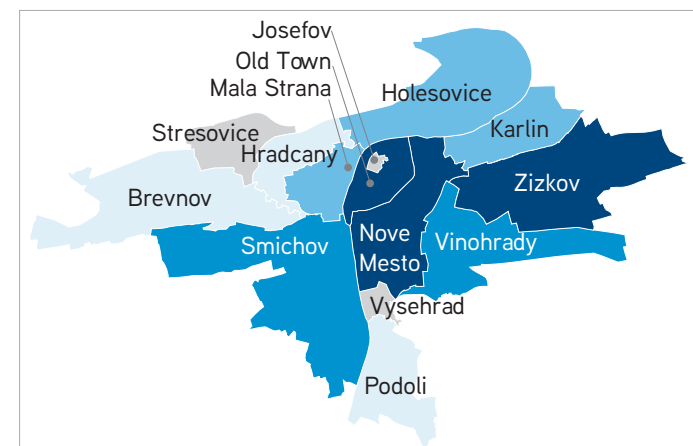 Josefov
Old Town
Mala Strana
Holesovice
Stresovice
Karlin
Hradcany
Brevnov
Zizkov
Smichov
Nove
Mesto
Vinohrady
Vysehrad
Podoli